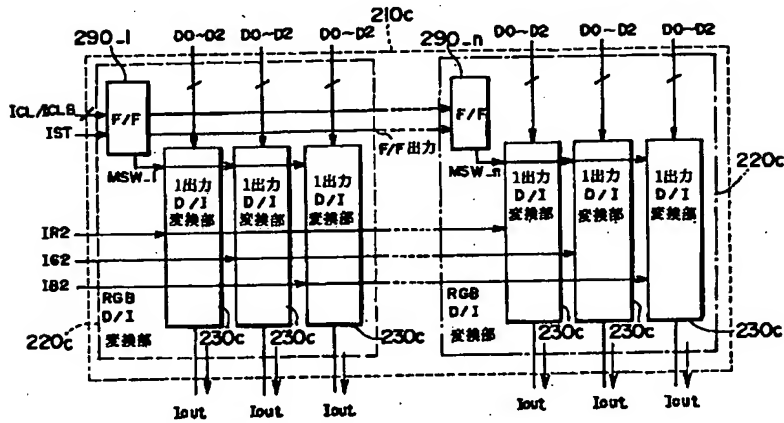 210c
290_1
D0~D2 D0~D2 D0~D2
290_n
D0~D2 D0~D2 D0~D2
ICL/ICLB
IST
F/F
F/F
F/F出力
MSW_1
MSW_n
220c
1出力
D/I
変換部
1出力
D/I
変換部
1出力
D/I
変換部
1出力
D/I
変換部
1出力
D/I
変換部
1出力
D/I
変換部
IR2
IG2
IB2
RGB
D/I
変換部
RGB
D/I
変換部
220c
230c
230c
230c
230c
230c
230c
Iout Iout Iout
Iout Iout Iout